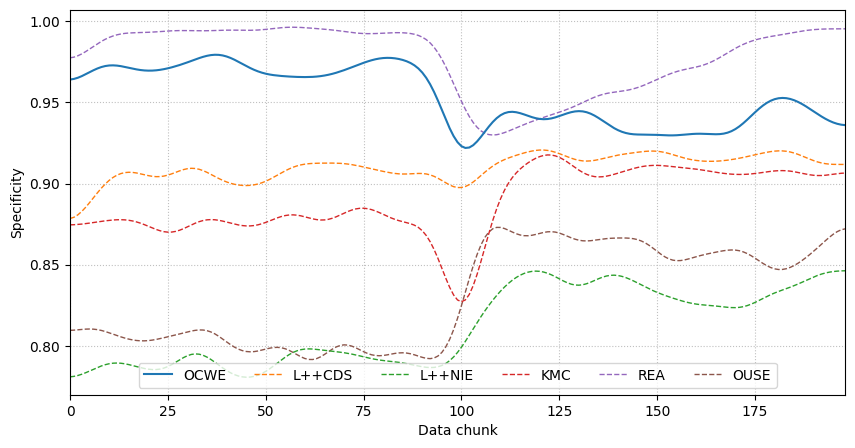 1.00
0.95
0.90
0.85
0.80
Specificity
OCWE L++CDS L++NIE KMC REA OUSE
0 25 50 75 100 125 150 175
Data chunk